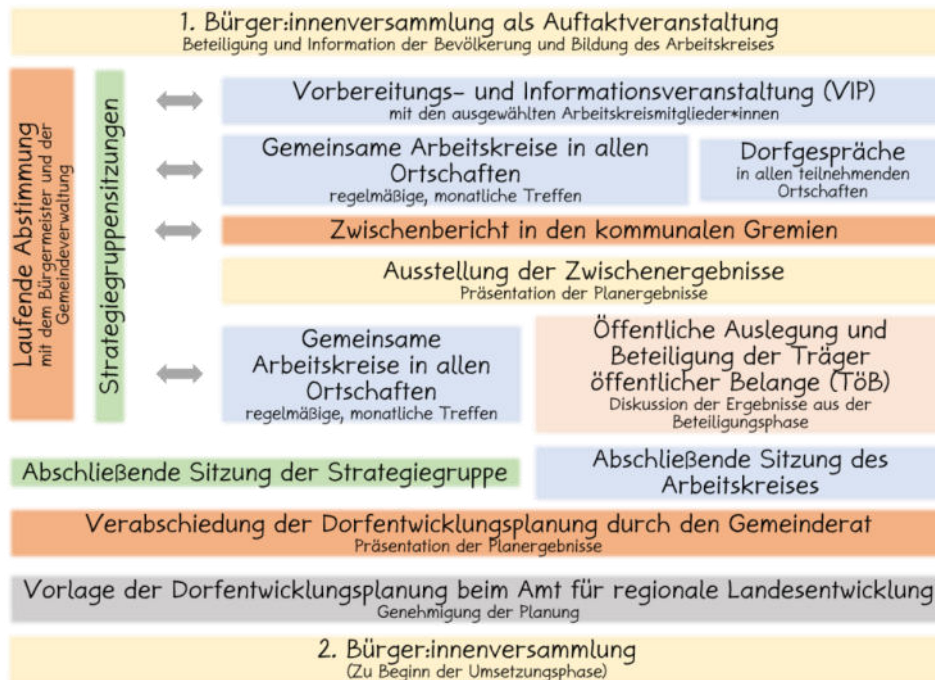 1. Bürger:innenversammlung als Auftaktveranstaltung
Beteiligung und Information der Bevölkerung und Bildung des Arbeitskreises
Laufende Abstimmung
mit dem Bürgermeister und der
Gemeindeverwaltung
Strategiegruppensitzungen
Vorbereitungs- und Informationsveranstaltung (VIP)
mit den ausgewählten Arbeitskreismitglieder*innen
Gemeinsame Arbeitskreise in allen
Ortschaften
regelmäßige, monatliche Treffen
Dorfgespräche
in allen teilnehmenden
Ortschaften
Zwischenbericht in den kommunalen Gremien
Ausstellung der Zwischenergebnisse
Präsentation der Planergebnisse
Gemeinsame
Arbeitskreise in allen
Ortschaften
regelmäßige, monatliche Treffen
Öffentliche Auslegung und
Beteiligung der Träger
öffentlicher Belange (TöB)
Diskussion der Ergebnisse aus der
Beteiligungsphase
Abschließende Sitzung der Strategiegruppe
Abschließende Sitzung des
Arbeitskreises
Verabschiedung der Dorfentwicklungsplanung durch den Gemeinderat
Präsentation der Planergebnisse
Vorlage der Dorfentwicklungsplanung beim Amt für regionale Landesentwicklung
Genehmigung der Planung
2. Bürger:innenversammlung
(Zu Beginn der Umsetzungsphase)